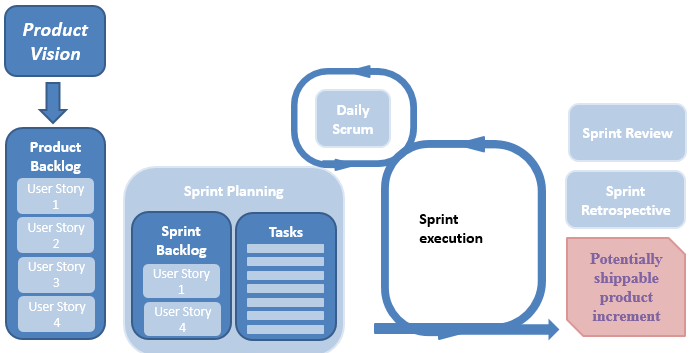 Product
Vision
Product
Backlog
User Story
1
User Story
2
User Story
3
User Story
4
Sprint Planning
Sprint
Backlog
User Story
1
User Story
4
Tasks
Daily
Scrum
Sprint
execution
Sprint Review
Sprint
Retrospective
Potentially
shippable
product
increment